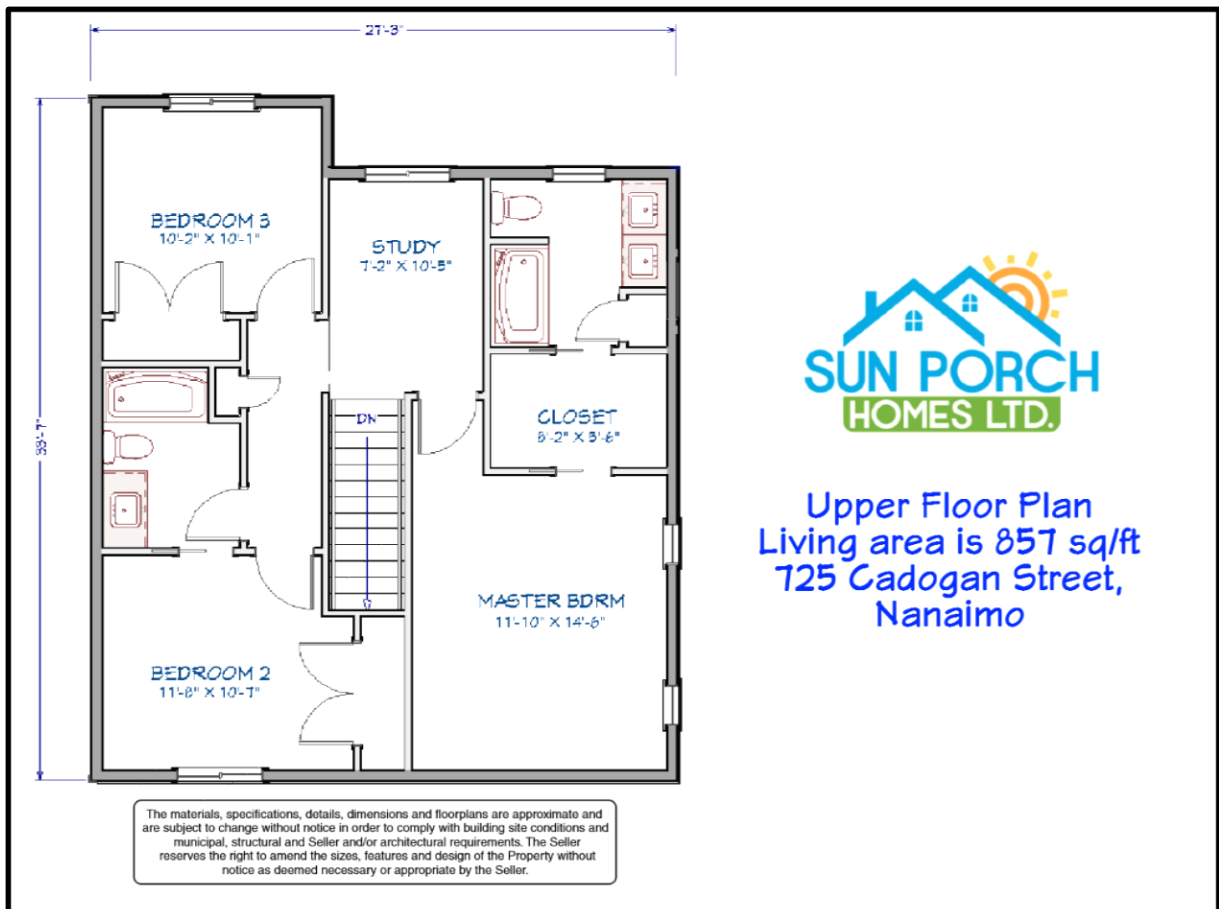 27'-3"
33'-7"
BEDROOM 3
10'-2" X 10'-1"
STUDY
7'-2" X 10'-5"
DN
CLOSET
8'-2" X 5'-6"
MASTER BDRM
11'-10" X 14'-6"
BEDROOM 2
11'-8" X 10'-7"
SUN PORCH
HOMES LTD.
Upper Floor Plan
Living area is 857 sq/ft
725 Cadogan Street,
Nanaimo
The materials, specifications, details, dimensions and floorplans are approximate and
are subject to change without notice in order to comply with building site conditions and
municipal, structural and Seller and/or architectural requirements. The Seller
reserves the right to amend the sizes, features and design of the Property without
notice as deemed necessary or appropriate by the Seller.